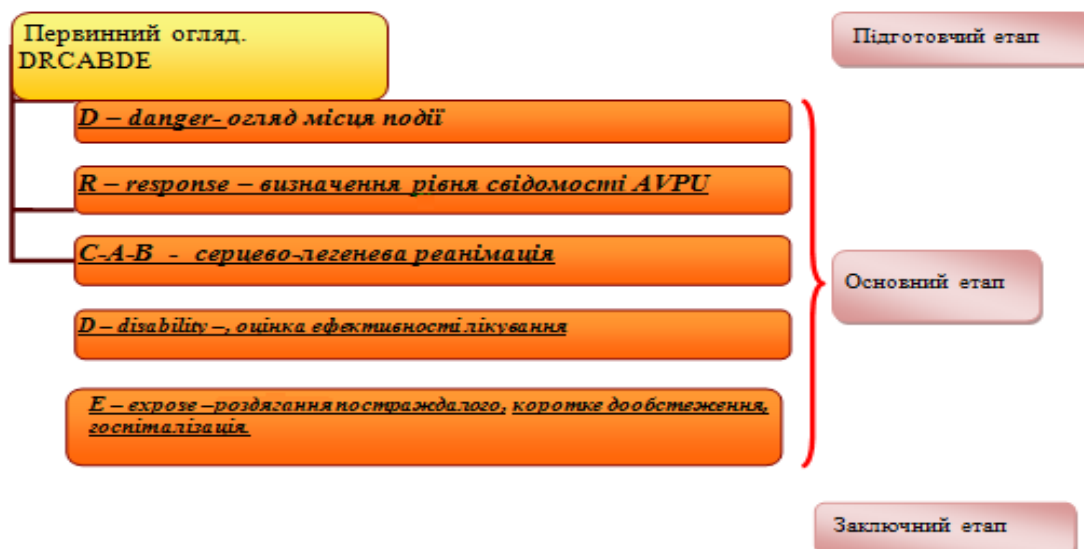 Первинний огляд.
DRCABDE
Підготовчий етап
D – danger- огляд місця події
R – response – визначення рівня свідомості AVPU
C-A-B - серцево-легенева реанімація
Основний етап
D – disability –, оцінка ефективності лікування
E – expose –роздягання постраждалого, коротке дообстеження,
госпіталізація.
Заключний етап